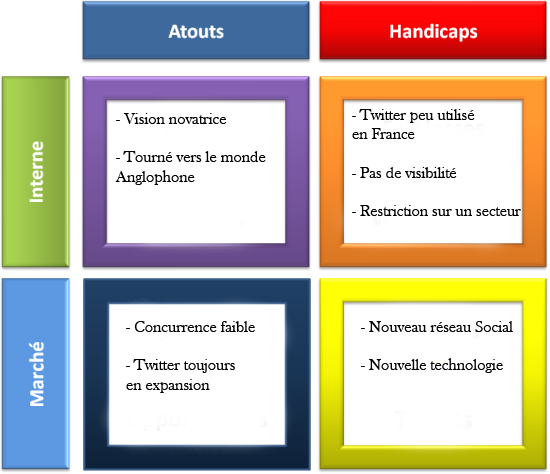 Atouts
Handicaps
Interne
- Vision novatrice
- Tourné vers le monde
Anglophone
- Twitter peu utilisé
en France
- Pas de visibilité
- Restriction sur un secteur
Marché
- Concurrence faible
- Twitter toujours
en expansion
- Nouveau réseau Social
- Nouvelle technologie